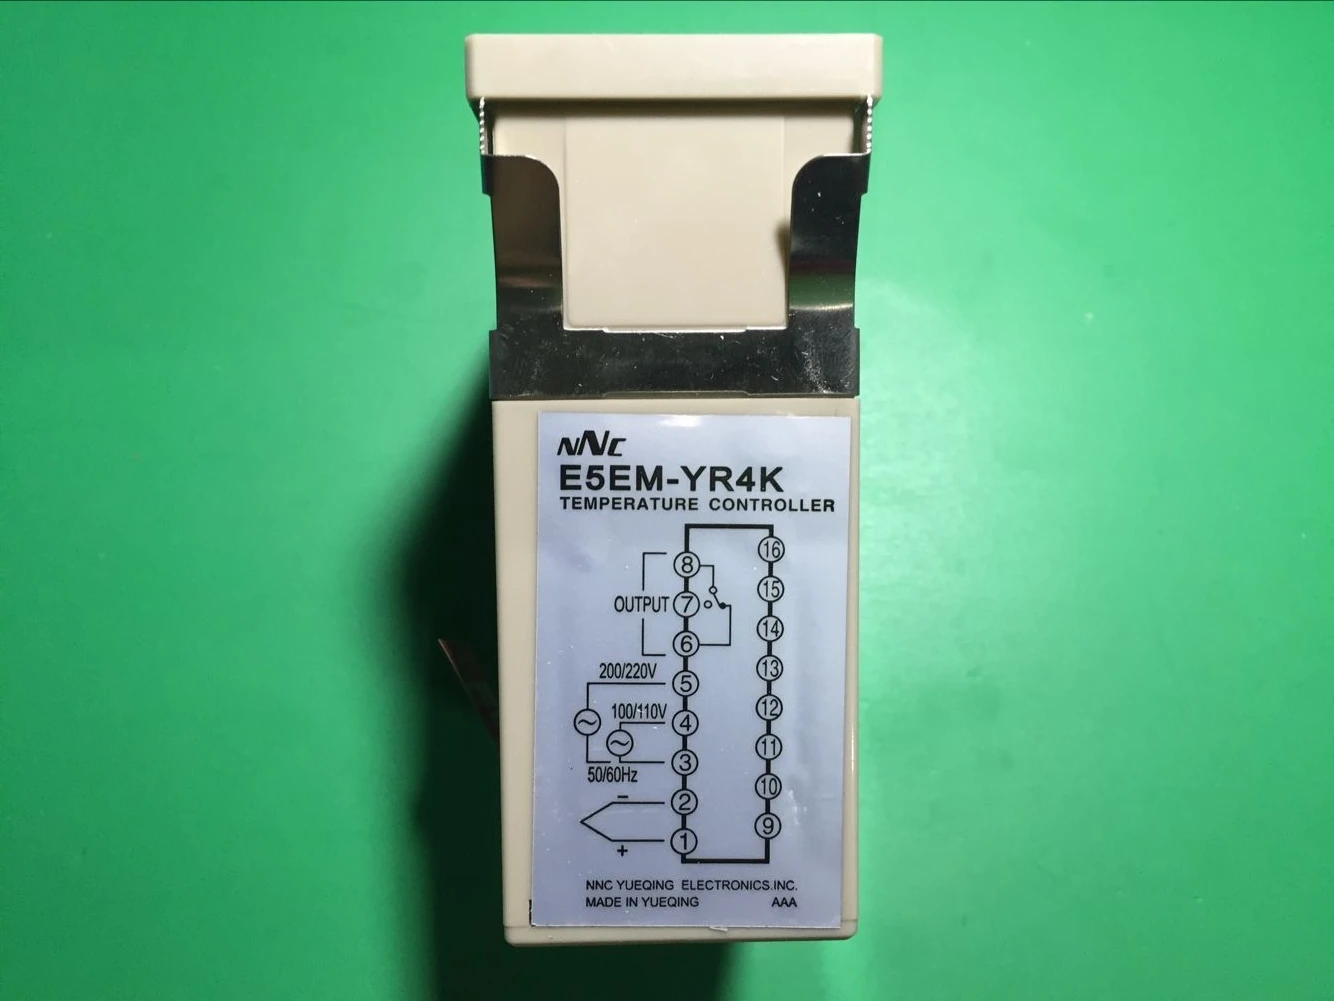 NNC
E5EM-YR4K
TEMPERATURE CONTROLLER
16
8
15
OUTPUT
7
14
6
13
200/220V
5
12
100/110V
4
11
3
50/60Hz
10
−
2
9
+
1
NNC YUEQING ELECTRONICS.INC.
MADE IN YUEQING AAA